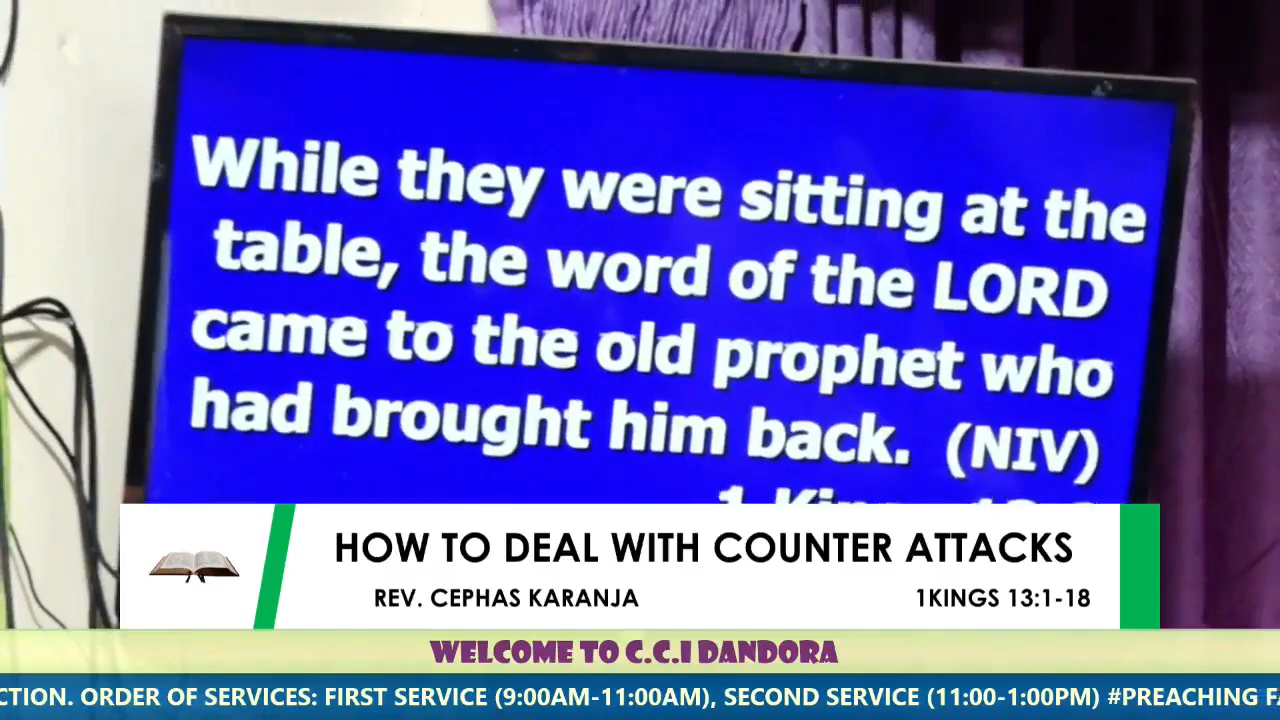 While they were sitting at the
table, the word of the LORD
came to the old prophet who
had brought him back. (NIV)
HOW TO DEAL WITH COUNTER ATTACKS
REV. CEPHAS KARANJA
1KINGS 13:1-18
WELCOME TO C.C.I DANDORA
CTION. ORDER OF SERVICES: FIRST SERVICE (9:00AM-11:00AM), SECOND SERVICE (11:00-1:00PM) #PREACHING